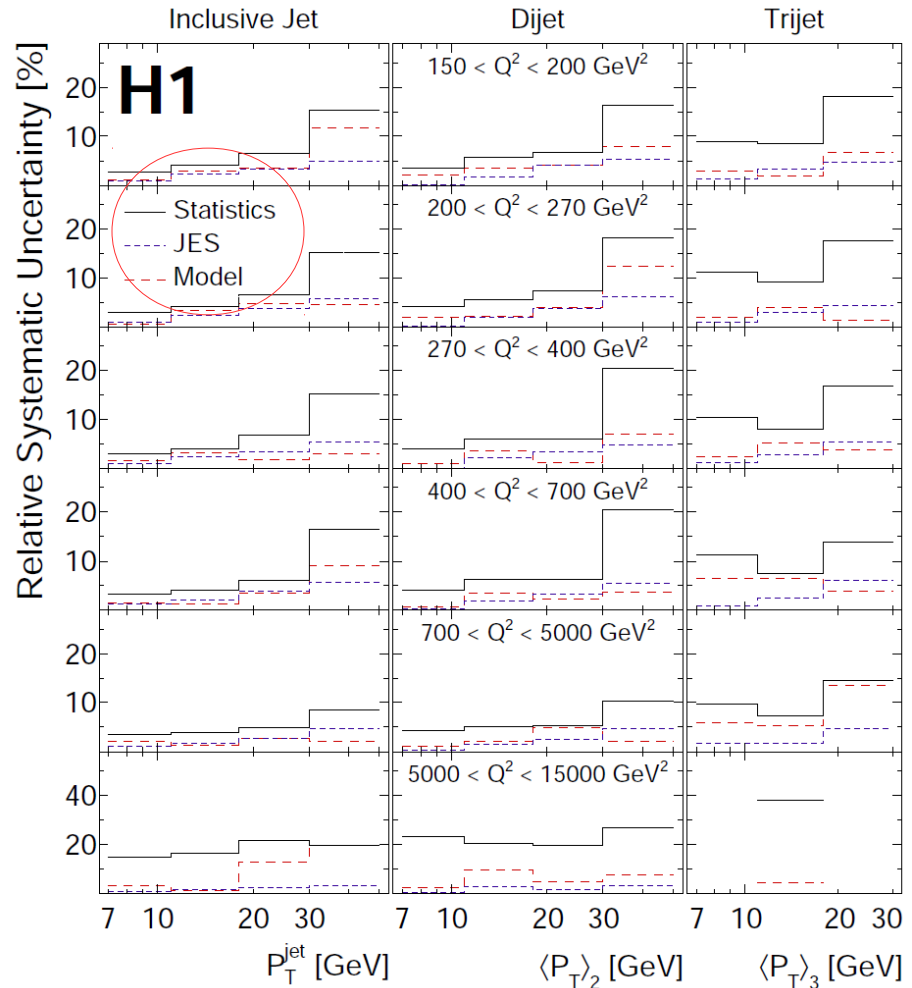 Inclusive Jet Dijet Trijet
Relative Systematic Uncertainty [%]
H1
150 < Q² < 200 GeV²
20
10
Statistics
JES
Model
200 < Q² < 270 GeV²
20
10
270 < Q² < 400 GeV²
20
10
400 < Q² < 700 GeV²
20
10
700 < Q² < 5000 GeV²
20
10
5000 < Q² < 15000 GeV²
40
20
7 10 20 30 7 10 20 30 7 10 20 30
P_T^jet [GeV] ⟨P_T⟩_2 [GeV] ⟨P_T⟩_3 [GeV]